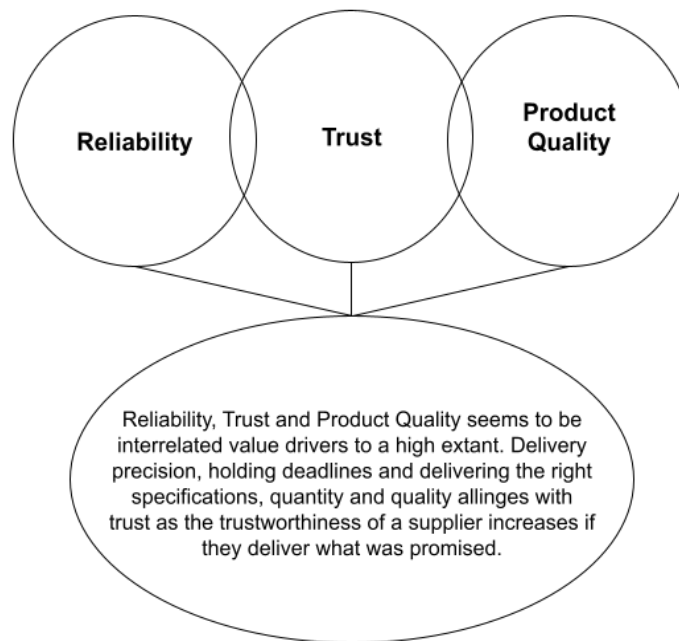 Reliability
Trust
Product
Quality
Reliability, Trust and Product Quality seems to be
interrelated value drivers to a high extant. Delivery
precision, holding deadlines and delivering the right
specifications, quantity and quality allinges with
trust as the trustworthiness of a supplier increases if
they deliver what was promised.